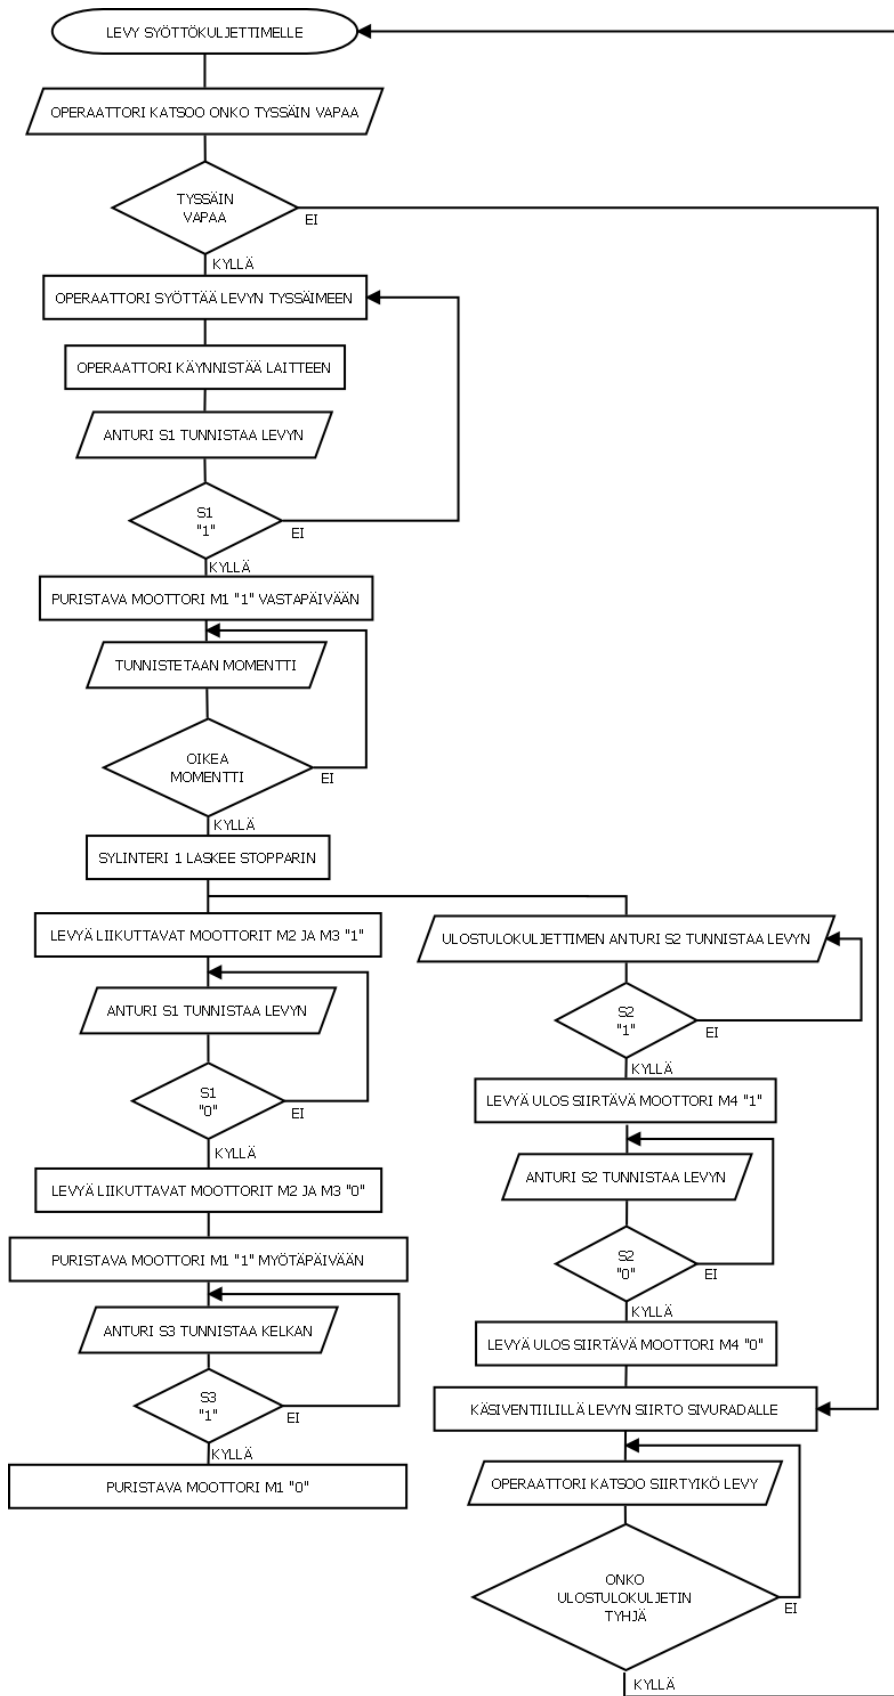 LEVY SYÖTTÖKULJETTIMELLE
OPERAATTORI KATSOO ONKO TYSSÄIN VAPAA
TYSSÄIN
VAPAA
EI
KYLLÄ
OPERAATTORI SYÖTTÄÄ LEVYN TYSSÄIMEEN
OPERAATTORI KÄYNNISTÄÄ LAITTEEN
ANTURI S1 TUNNISTAA LEVYN
S1
"1"
EI
KYLLÄ
PURISTAVA MOOTTORI M1 "1" VASTAPÄIVÄÄN
TUNNISTETAAN MOMENTTI
OIKEA
MOMENTTI
EI
KYLLÄ
SYLINTERI 1 LASKEE STOPPARIN
LEVYÄ LIIKUTTAVAT MOOTTORIT M2 JA M3 "1"
ANTURI S1 TUNNISTAA LEVYN
S1
"0"
EI
KYLLÄ
LEVYÄ LIIKUTTAVAT MOOTTORIT M2 JA M3 "0"
PURISTAVA MOOTTORI M1 "1" MYÖTÄPÄIVÄÄN
ANTURI S3 TUNNISTAA KELKAN
S3
"1"
EI
KYLLÄ
PURISTAVA MOOTTORI M1 "0"
ULOSTULOKULJETTIMEN ANTURI S2 TUNNISTAA LEVYN
S2
"1"
EI
KYLLÄ
LEVYÄ ULOS SIIRTÄVÄ MOOTTORI M4 "1"
ANTURI S2 TUNNISTAA LEVYN
S2
"0"
EI
KYLLÄ
LEVYÄ ULOS SIIRTÄVÄ MOOTTORI M4 "0"
KÄSIVENTIILILLÄ LEVYN SIIRTO SIVURADALLE
OPERAATTORI KATSOO SIIRTYIKÖ LEVY
ONKO
ULOSTULOKULJETIN
TYHJÄ
EI
KYLLÄ